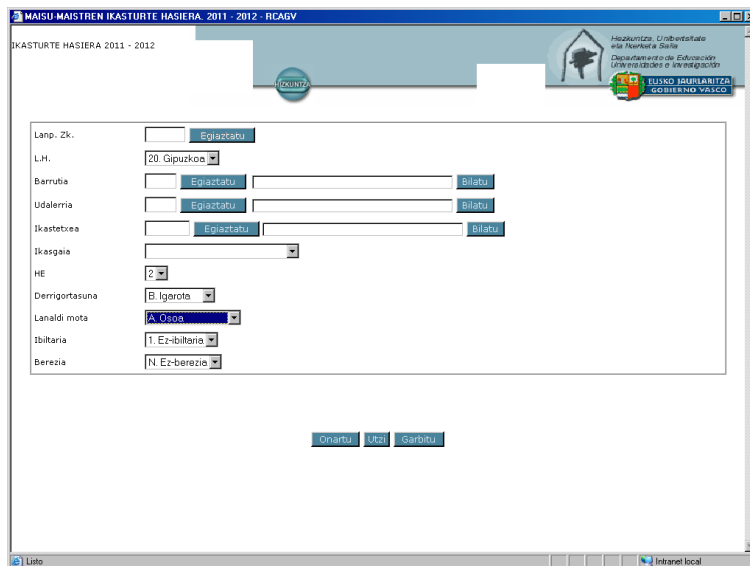 MAISU-MAISTREN IKASTURTE HASIERA. 2011 - 2012 - RCAGV
IKASTURTE HASIERA 2011 - 2012
Hezkuntza, Unibertsitate
eta Ikerketa Saila
Departamento de Educación
Universidades e Investigación
HIZKUNTZA
EUSKO JAURLARITZA
GOBIERNO VASCO
Lanp. Zk. Egiaztatu
L.H. 20. Gipuzkoa
Barrutia Egiaztatu Bilatu
Udalerria Egiaztatu Bilatu
Ikastetxea Egiaztatu Bilatu
Ikasgaia
HE 2
Derrigortasuna B. Igarota
Lanaldi mota A. Osoa
Ibiltaria 1. Ez-ibiltaria
Berezia N. Ez-berezia
Onartu Utzi Garbitu
Listo Intranet local